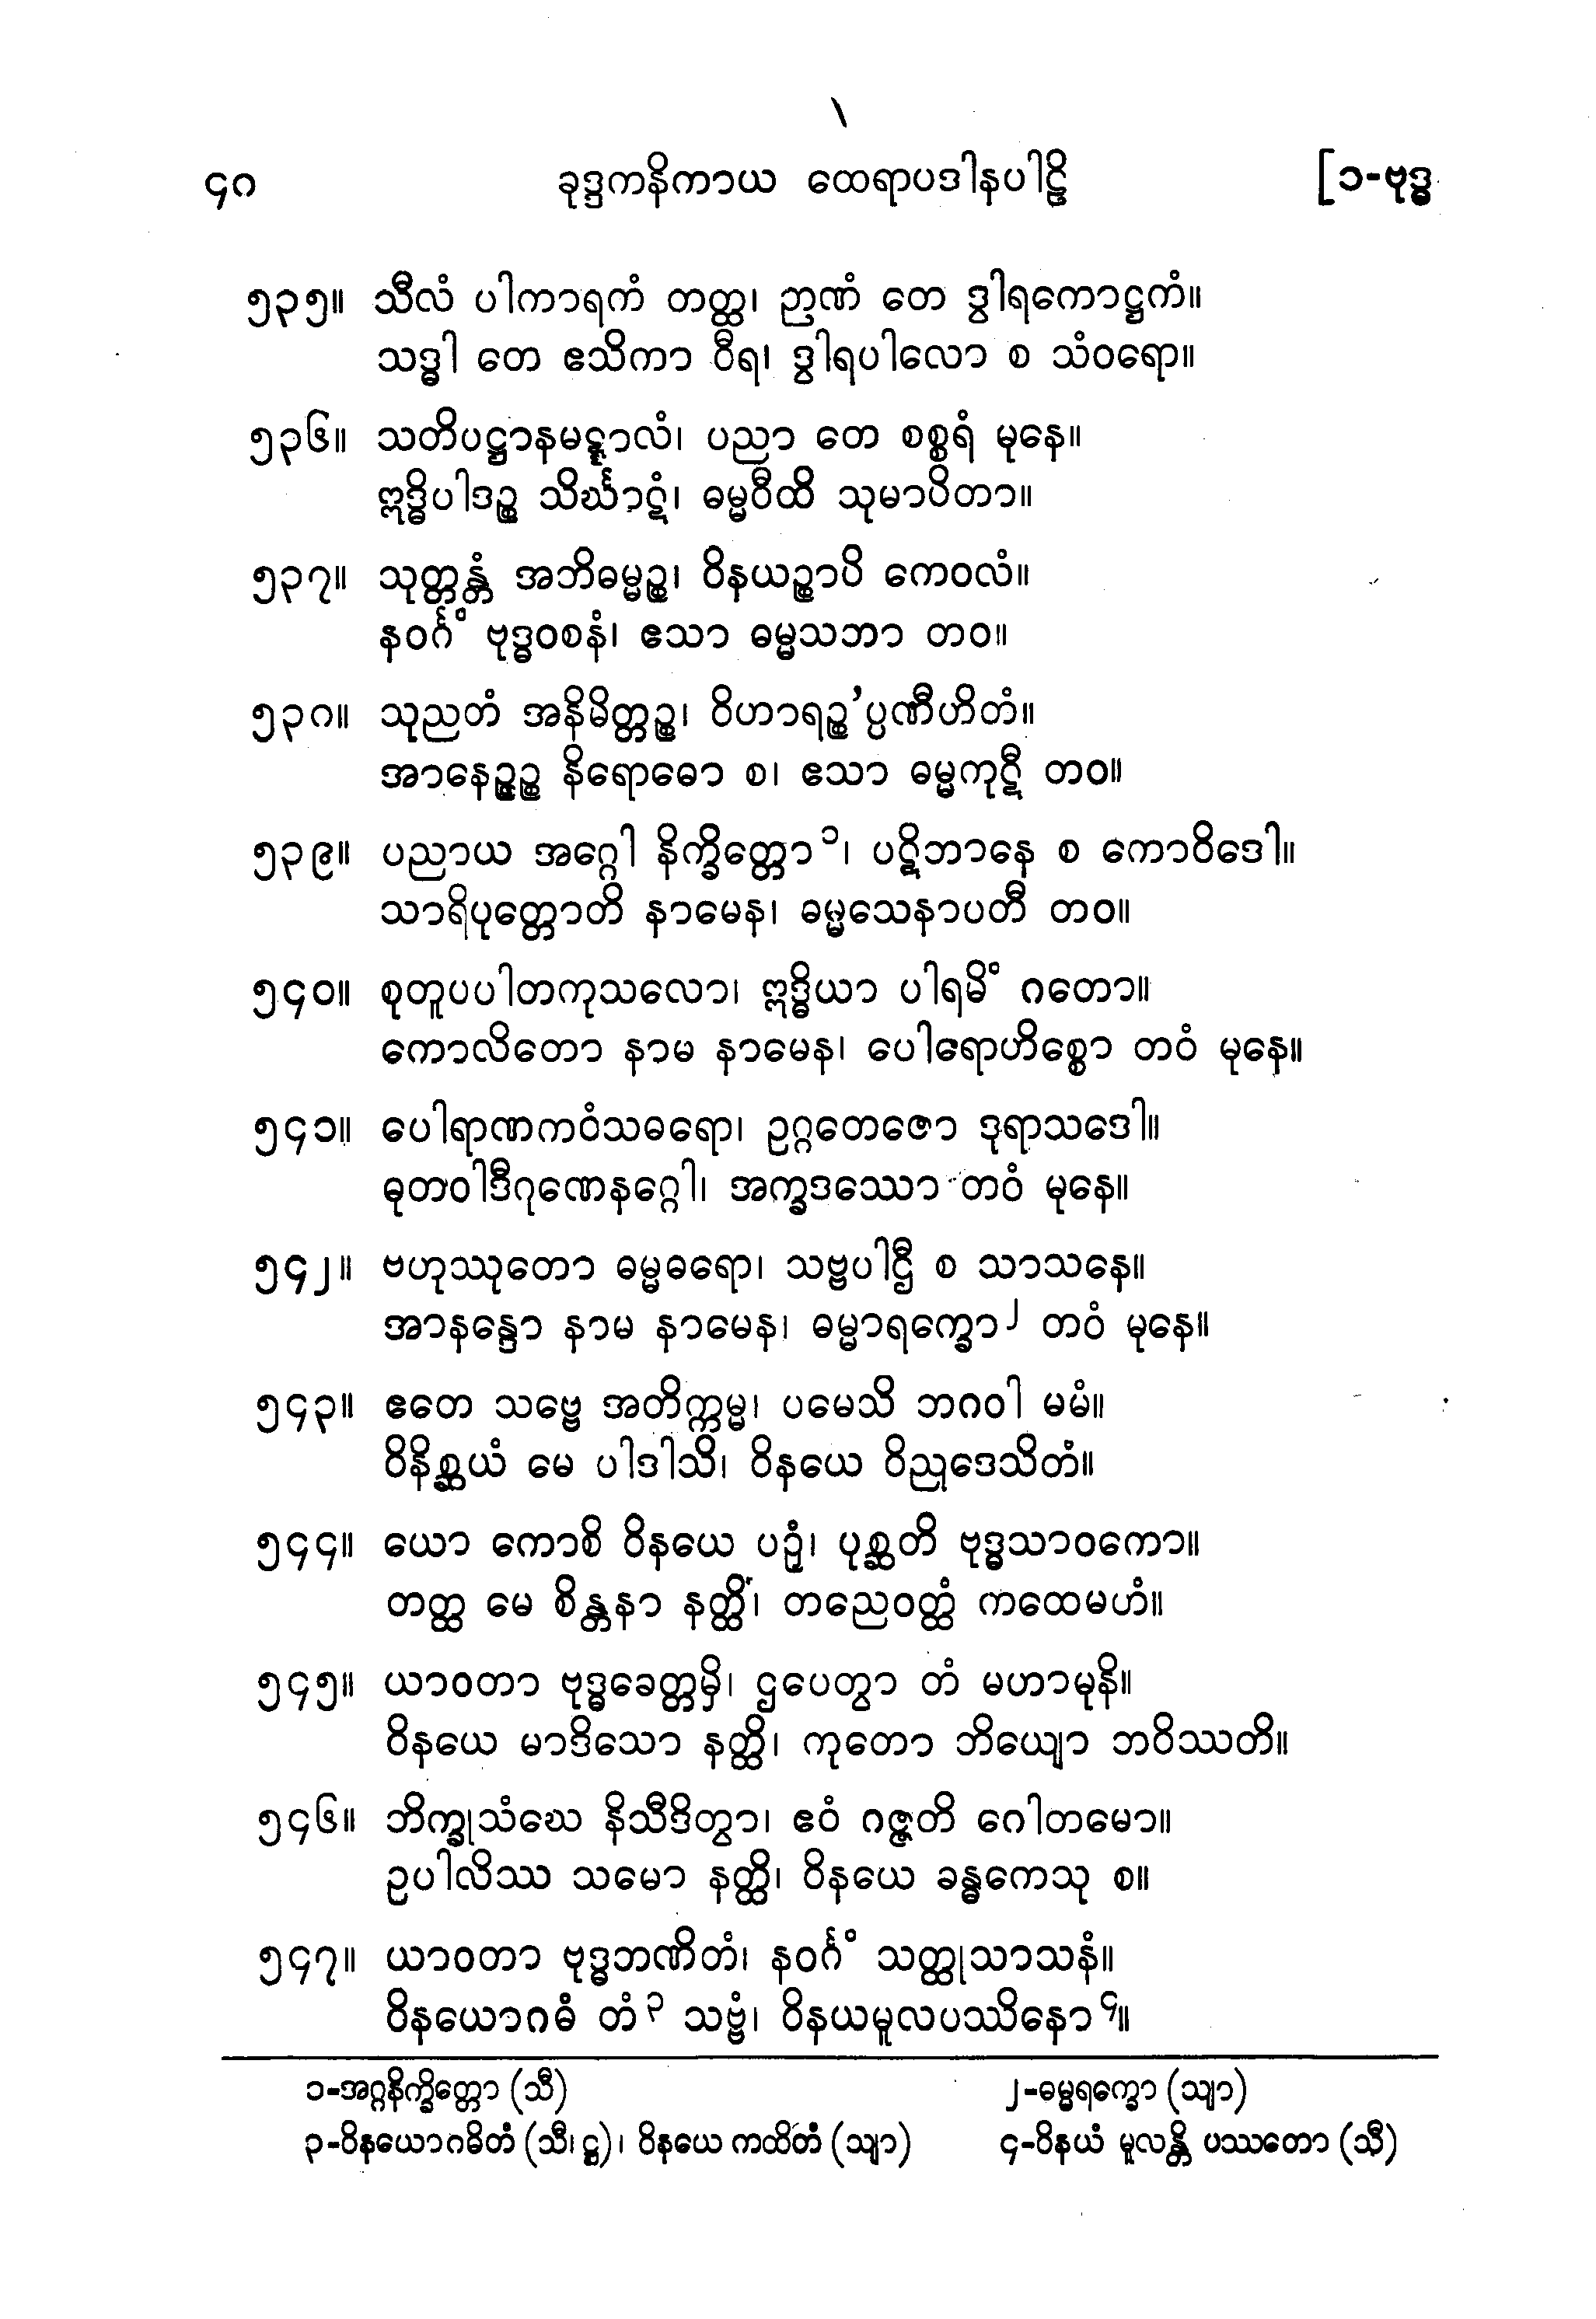 ၄၈ ခုဒ္ဒကနိကာယ ထေရာပဒါနပါဠိ [၁-ဗုဒ္ဓ
၅၃၅။ သီလံ ပါကာရကံ တတ္ထ၊ ဉာဏံ တေ ဒွါရကောဋ္ဌကံ။
သဒ္ဓါ တေ ဧသိကာ ဝီရ၊ ဒွါရပါလော စ သံဝရော။
၅၃၆။ သတိပဋ္ဌာနမဋ္ဋာလံ၊ ပညာ တေ စစ္စရံ မုနေ။
ဣဒ္ဓိပါဒဉ္စ သိင်္ဃာဋံ၊ ဓမ္မဝီထိ သုမာပိတာ။
၅၃၇။ သုတ္တန္တံ အဘိဓမ္မဉ္စ၊ ဝိနယဉ္စာပိ ကေဝလံ။
နဝင်္ဂံ ဗုဒ္ဓဝစနံ၊ ဧသာ ဓမ္မသဘာ တဝ။
၅၃၈။ သုညတံ အနိမိတ္တဉ္စ၊ ဝိဟာရဉ္စ’ပ္ပဏီဟိတံ။
အာနေဉ္ဇဉ္စ နိရောဓော စ၊ ဧသာ ဓမ္မကုဋီ တဝ။
၅၃၉။ ပညာယ အဂ္ဂေါ နိက္ခိတ္တော ၁၊ ပဋိဘာနေ စ ကောဝိဒေါ။
သာရိပုတ္တောတိ နာမေန၊ ဓမ္မသေနာပတီ တဝ။
၅၄၀။ စုတူပပါတကုသလော၊ ဣဒ္ဓိယာ ပါရမိံ ဂတော။
ကောလိတော နာမ နာမေန၊ ပေါရောဟိစ္စော တဝံ မုနေ။
၅၄၁။ ပေါရာဏကဝံသဓရော၊ ဥဂ္ဂတေဇော ဒုရာသဒေါ။
ဓုတဝါဒီဂုဏေနဂ္ဂေါ၊ အက္ခဒဿော တဝံ မုနေ။
၅၄၂။ ဗဟုဿုတော ဓမ္မဓရော၊ သဗ္ဗပါဌီ စ သာသနေ။
အာနန္ဒော နာမ နာမေန၊ ဓမ္မာရက္ခော ၂ တဝံ မုနေ။
၅၄၃။ ဧတေ သဗ္ဗေ အတိက္ကမ္မ၊ ပမေသိ ဘဂဝါ မမံ။
ဝိနိစ္ဆယံ မေ ပါဒါသိ၊ ဝိနယေ ဝိညုဒေသိတံ။
၅၄၄။ ယော ကောစိ ဝိနယေ ပဉှံ၊ ပုစ္ဆတိ ဗုဒ္ဓသာဝကော။
တတ္ထ မေ စိန္တနာ နတ္ထိ၊ တညေဝတ္ထံ ကထေမဟံ။
၅၄၅။ ယာဝတာ ဗုဒ္ဓခေတ္တမှိ၊ ဌပေတွာ တံ မဟာမုနိ။
ဝိနယေ မာဒိသော နတ္ထိ၊ ကုတော ဘိယျော ဘဝိဿတိ။
၅၄၆။ ဘိက္ခုသံဃေ နိသီဒိတွာ၊ ဧဝံ ဂဇ္ဇတိ ဂေါတမော။
ဥပါလိဿ သမော နတ္ထိ၊ ဝိနယေ ခန္ဓကေသု စ။
၅၄၇။ ယာဝတာ ဗုဒ္ဓဘဏိတံ၊ နဝင်္ဂံ သတ္ထုသာသနံ။
ဝိနယောဂဓံ တံ ၃ သဗ္ဗံ၊ ဝိနယမူလပဿိနော ၄။
၁-အဂ္ဂနိက္ခိတ္တော (သီ) ၂-ဓမ္မရက္ခော (သျာ)
၃-ဝိနယောဂဓိတံ (သီ၊ ဋ္ဌ)၊ ဝိနယေ ကထိတံ (သျာ) ၄-ဝိနယံ မူလန္တိ ပဿတော (သီ)